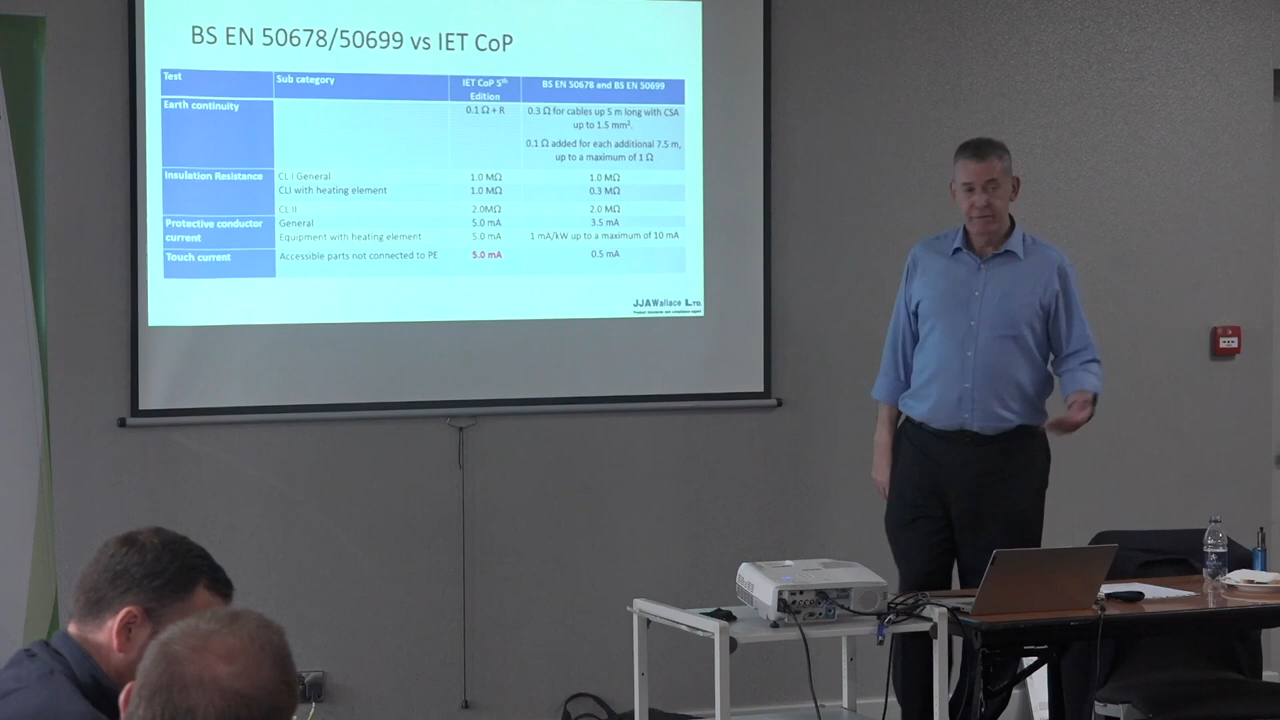 BS EN 50678/50699 vs IET CoP
Test Sub category IET CoP 5th BS EN 50678 and BS EN 50699
Edition
Earth continuity 0.1 Ω + R 0.3 Ω for cables up 5 m long with CSA
up to 1.5 mm².
0.1 Ω added for each additional 7.5 m,
up to a maximum of 1 Ω
Insulation Resistance CL I General 1.0 MΩ 1.0 MΩ
CLI with heating element 1.0 MΩ 0.3 MΩ
CL II 2.0MΩ 2.0 MΩ
Protective conductor General 5.0 mA 3.5 mA
current Equipment with heating element 5.0 mA 1 mA/kW up to a maximum of 10 mA
Touch current Accessible parts not connected to PE 5.0 mA 0.5 mA
JJAWallace LTD.
Product standards and compliance expert